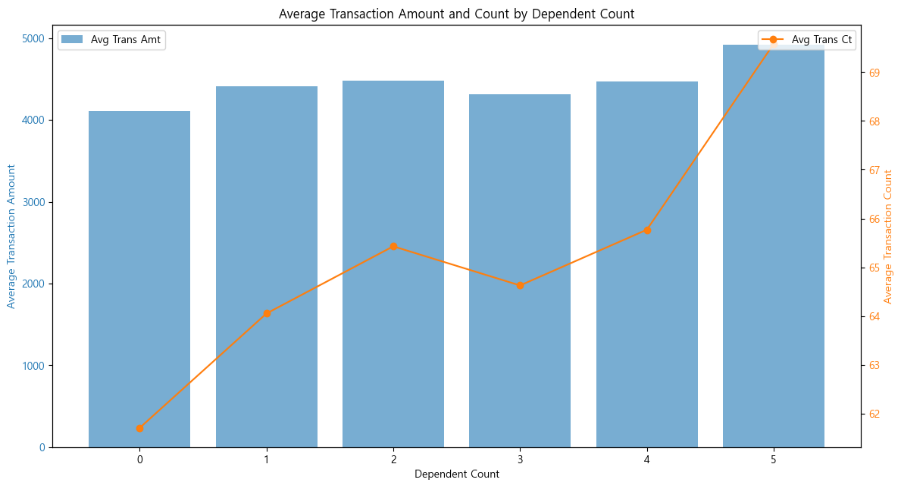 Average Transaction Amount and Count by Dependent Count
Avg Trans Amt
Avg Trans Ct
Average Transaction Amount
5000
4000
3000
2000
1000
0
69
68
67
66
65
64
63
62
Average Transaction Count
0 1 2 3 4 5
Dependent Count